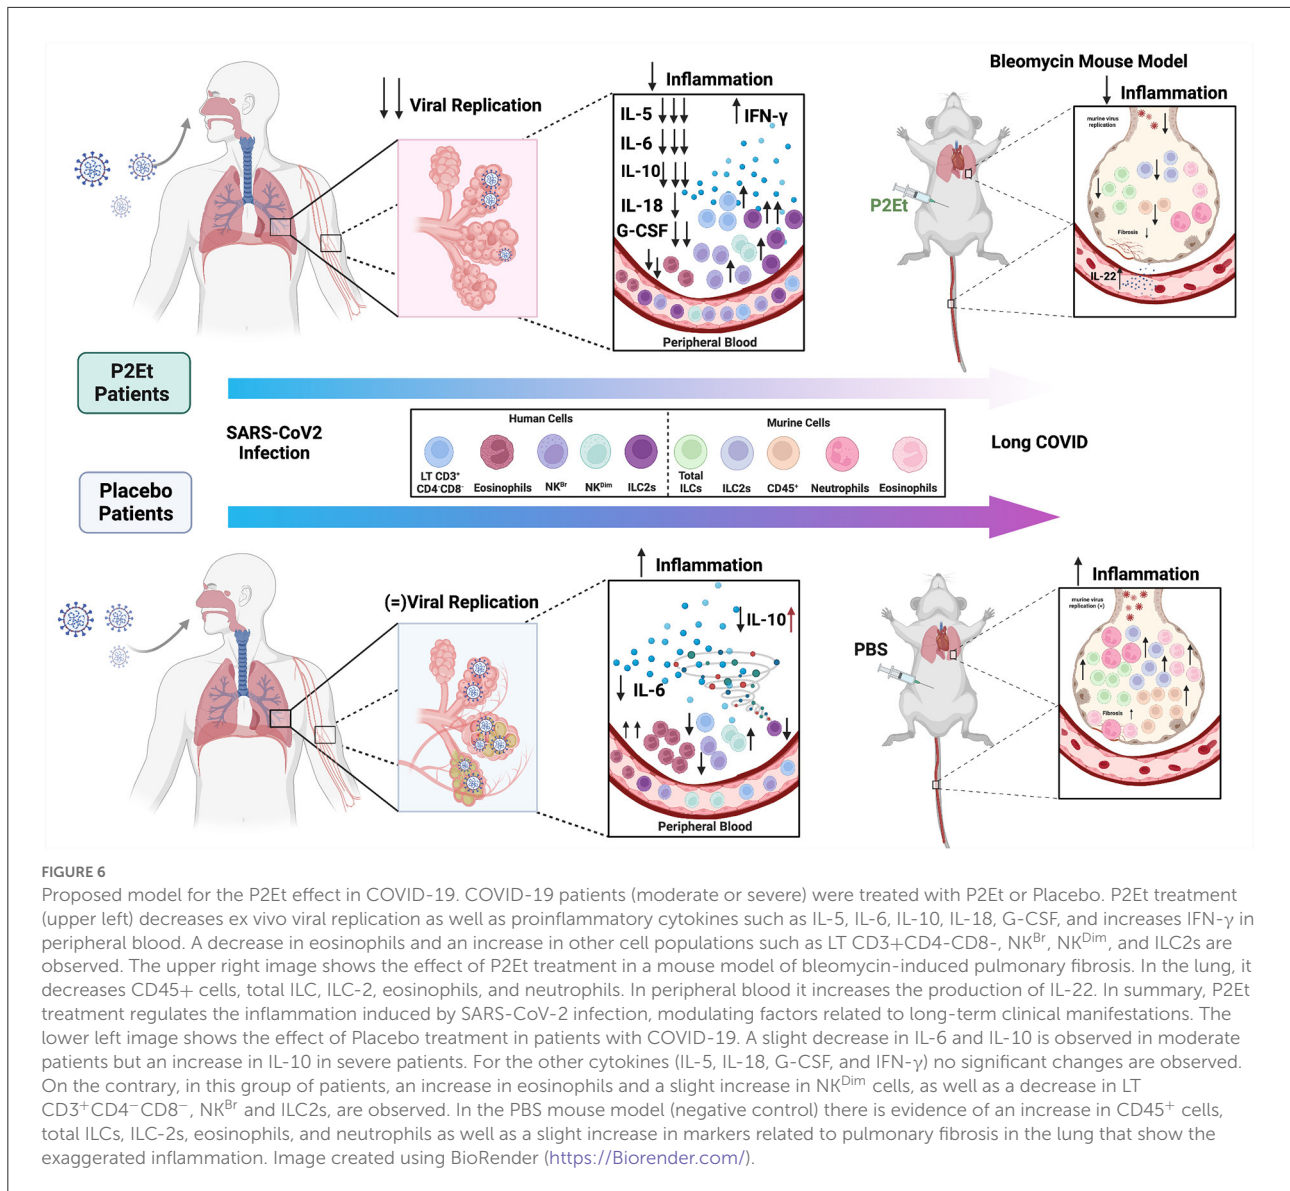 Bleomycin Mouse Model
Viral Replication
Inflammation
IL-5
IL-6
IL-10
IL-18
G-CSF
IFN-γ
Peripheral Blood
P2Et
Inflammation
murine virus
replication
Fibrosis
IL-22
P2Et
Patients
SARS-CoV2
Infection
Long COVID
Human Cells
LT CD3⁺
CD4⁻CD8⁻
Eosinophils
NKᴮʳ
NKᴰⁱᵐ
ILC2s
Murine Cells
Total
ILCs
ILC2s
CD45⁺
Neutrophils
Eosinophils
Placebo
Patients
(=)Viral Replication
Inflammation
IL-10
IL-6
Peripheral Blood
PBS
Inflammation
murine virus
replication (=)
Fibrosis
FIGURE 6
Proposed model for the P2Et effect in COVID-19. COVID-19 patients (moderate or severe) were treated with P2Et or Placebo. P2Et treatment
(upper left) decreases ex vivo viral replication as well as proinflammatory cytokines such as IL-5, IL-6, IL-10, IL-18, G-CSF, and increases IFN-γ in
peripheral blood. A decrease in eosinophils and an increase in other cell populations such as LT CD3+CD4-CD8-, NKᴮʳ, NKᴰⁱᵐ, and ILC2s are
observed. The upper right image shows the effect of P2Et treatment in a mouse model of bleomycin-induced pulmonary fibrosis. In the lung, it
decreases CD45+ cells, total ILC, ILC-2, eosinophils, and neutrophils. In peripheral blood it increases the production of IL-22. In summary, P2Et
treatment regulates the inflammation induced by SARS-CoV-2 infection, modulating factors related to long-term clinical manifestations. The
lower left image shows the effect of Placebo treatment in patients with COVID-19. A slight decrease in IL-6 and IL-10 is observed in moderate
patients but an increase in IL-10 in severe patients. For the other cytokines (IL-5, IL-18, G-CSF, and IFN-γ) no significant changes are observed.
On the contrary, in this group of patients, an increase in eosinophils and a slight increase in NKᴰⁱᵐ cells, as well as a decrease in LT
CD3⁺CD4⁻CD8⁻, NKᴮʳ and ILC2s, are observed. In the PBS mouse model (negative control) there is evidence of an increase in CD45⁺ cells,
total ILCs, ILC-2s, eosinophils, and neutrophils as well as a slight increase in markers related to pulmonary fibrosis in the lung that show the
exaggerated inflammation. Image created using BioRender (https://Biorender.com/).